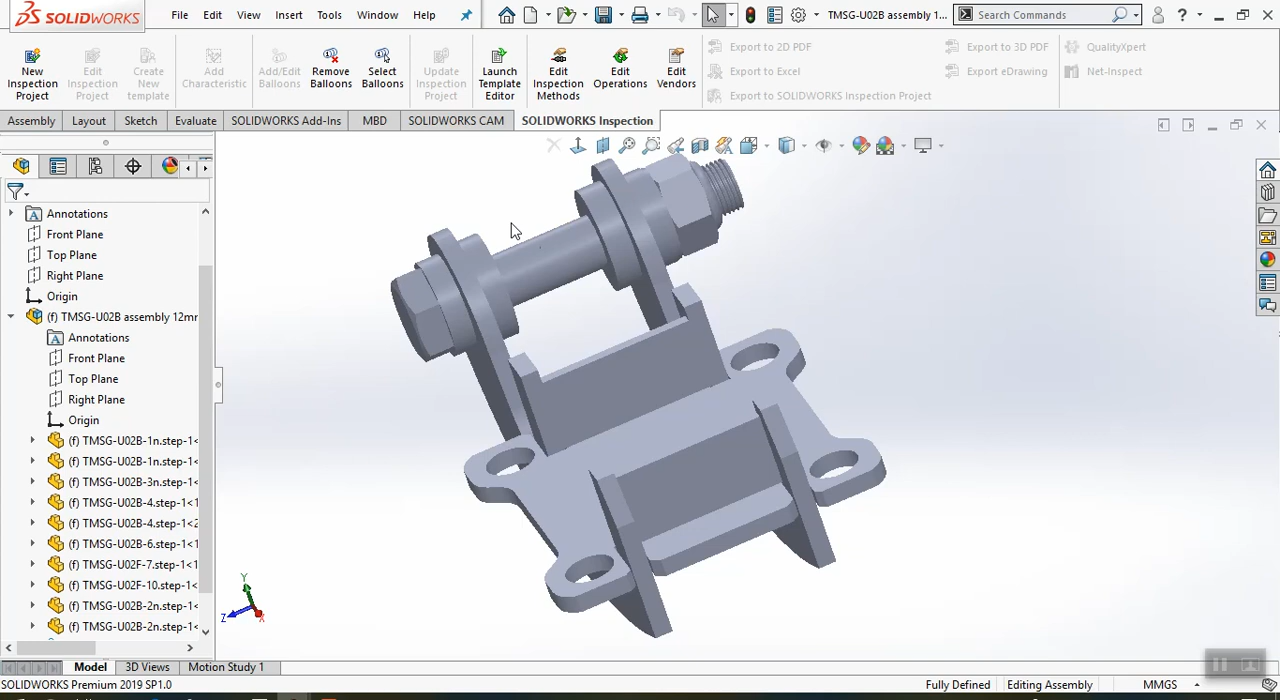 SOLIDWORKS
File Edit View Insert Tools Window Help
TMSG-U02B assembly 1...
Search Commands
New Inspection Project
Edit Inspection Project
Create New template
Add Characteristic
Add/Edit Balloons
Remove Balloons
Select Balloons
Update Inspection Project
Launch Template Editor
Edit Inspection Methods
Edit Operations
Edit Vendors
Export to 2D PDF
Export to Excel
Export to SOLIDWORKS Inspection Project
Export to 3D PDF
Export eDrawing
QualityXpert
Net-Inspect
Assembly Layout Sketch Evaluate SOLIDWORKS Add-Ins MBD SOLIDWORKS CAM SOLIDWORKS Inspection
Annotations
Front Plane
Top Plane
Right Plane
Origin
(f) TMSG-U02B assembly 12mm
Annotations
Front Plane
Top Plane
Right Plane
Origin
(f) TMSG-U02B-1n.step-1<
(f) TMSG-U02B-1n.step-1<
(f) TMSG-U02B-3n.step-1<
(f) TMSG-U02B-4.step-1<1
(f) TMSG-U02B-4.step-1<2
(f) TMSG-U02B-6.step-1<1
(f) TMSG-U02F-7.step-1<1
(f) TMSG-U02F-10.step-1<
(f) TMSG-U02B-2n.step-1<
(f) TMSG-U02B-2n.step-1<
Y
Z
X
Model 3D Views Motion Study 1
SOLIDWORKS Premium 2019 SP1.0
Fully Defined Editing Assembly MMGS